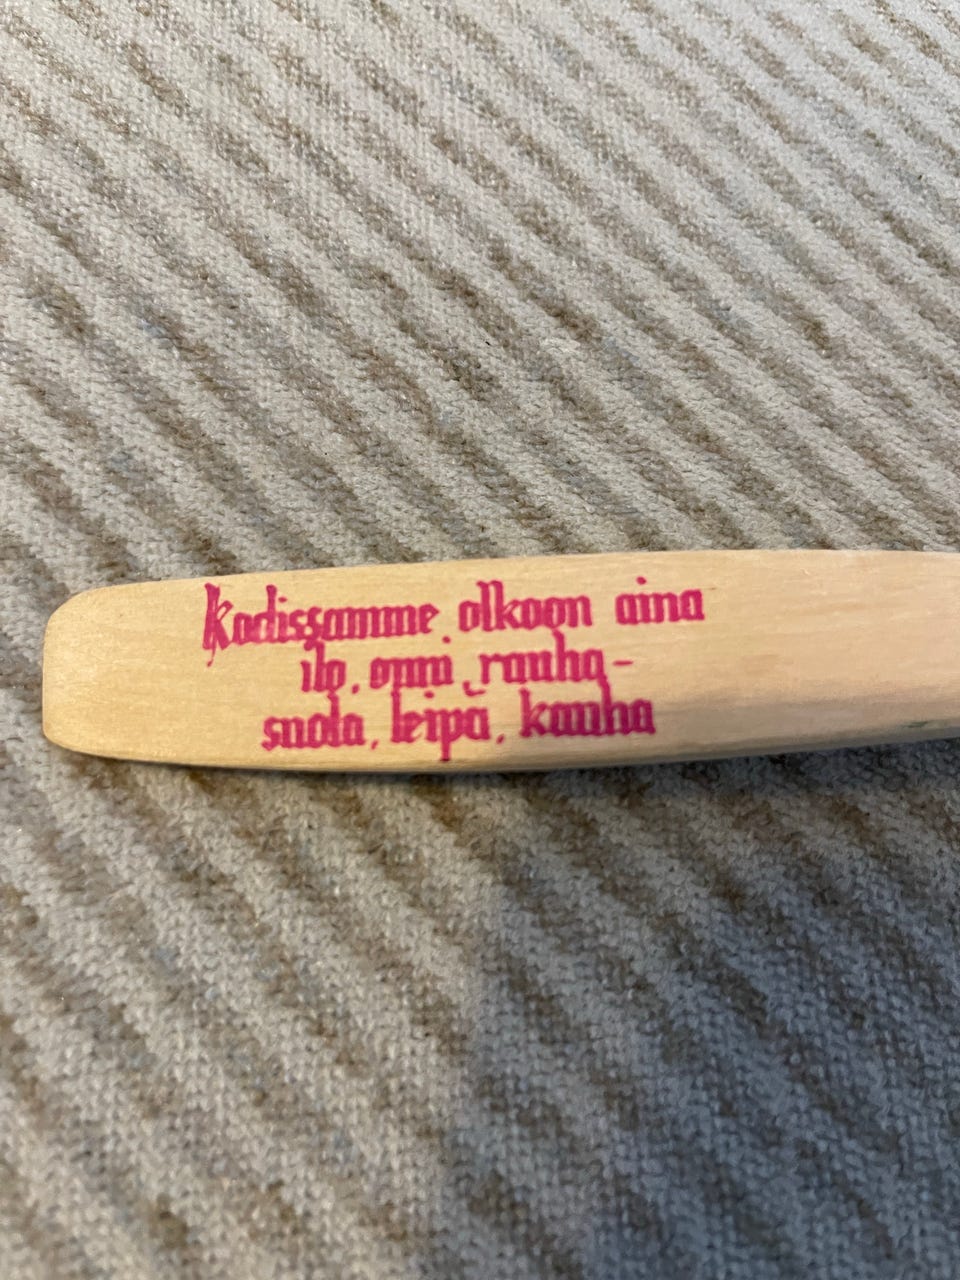 Kodissamme olkoon aina
ilo, onni, rauha-
suola, leipä, kauha